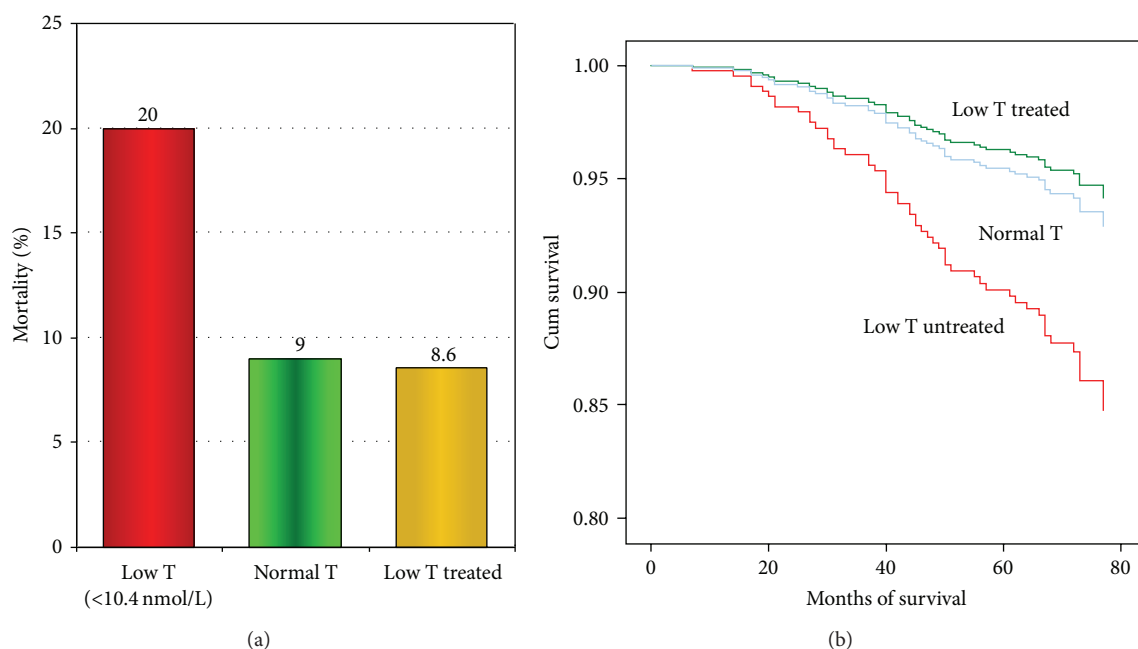 Mortality (%)
25
20
15
10
5
0
20
9
8.6
Low T
(<10.4 nmol/L)
Normal T
Low T treated
(a)
Cum survival
1.00
0.95
0.90
0.85
0.80
Low T treated
Normal T
Low T untreated
0
20
40
60
80
Months of survival
(b)